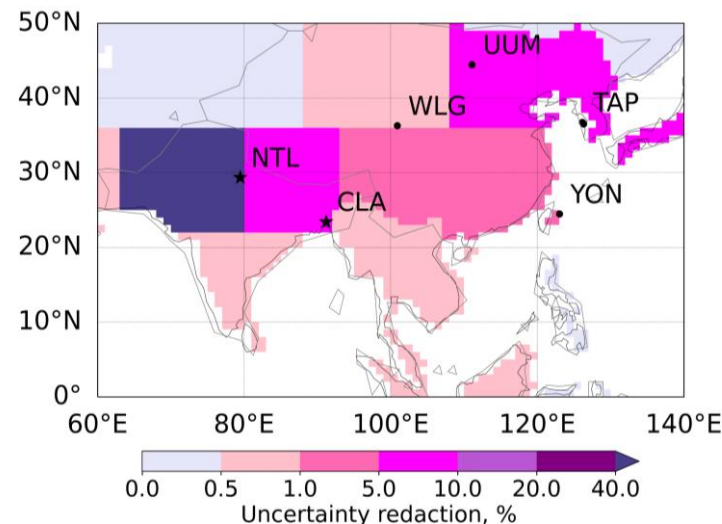 50°N
UUM
40°N
WLG
TAP
30°N
NTL
CLA
YON
20°N
10°N
0°
60°E 80°E 100°E 120°E 140°E
0.0 0.5 1.0 5.0 10.0 20.0 40.0
Uncertainty redaction, %